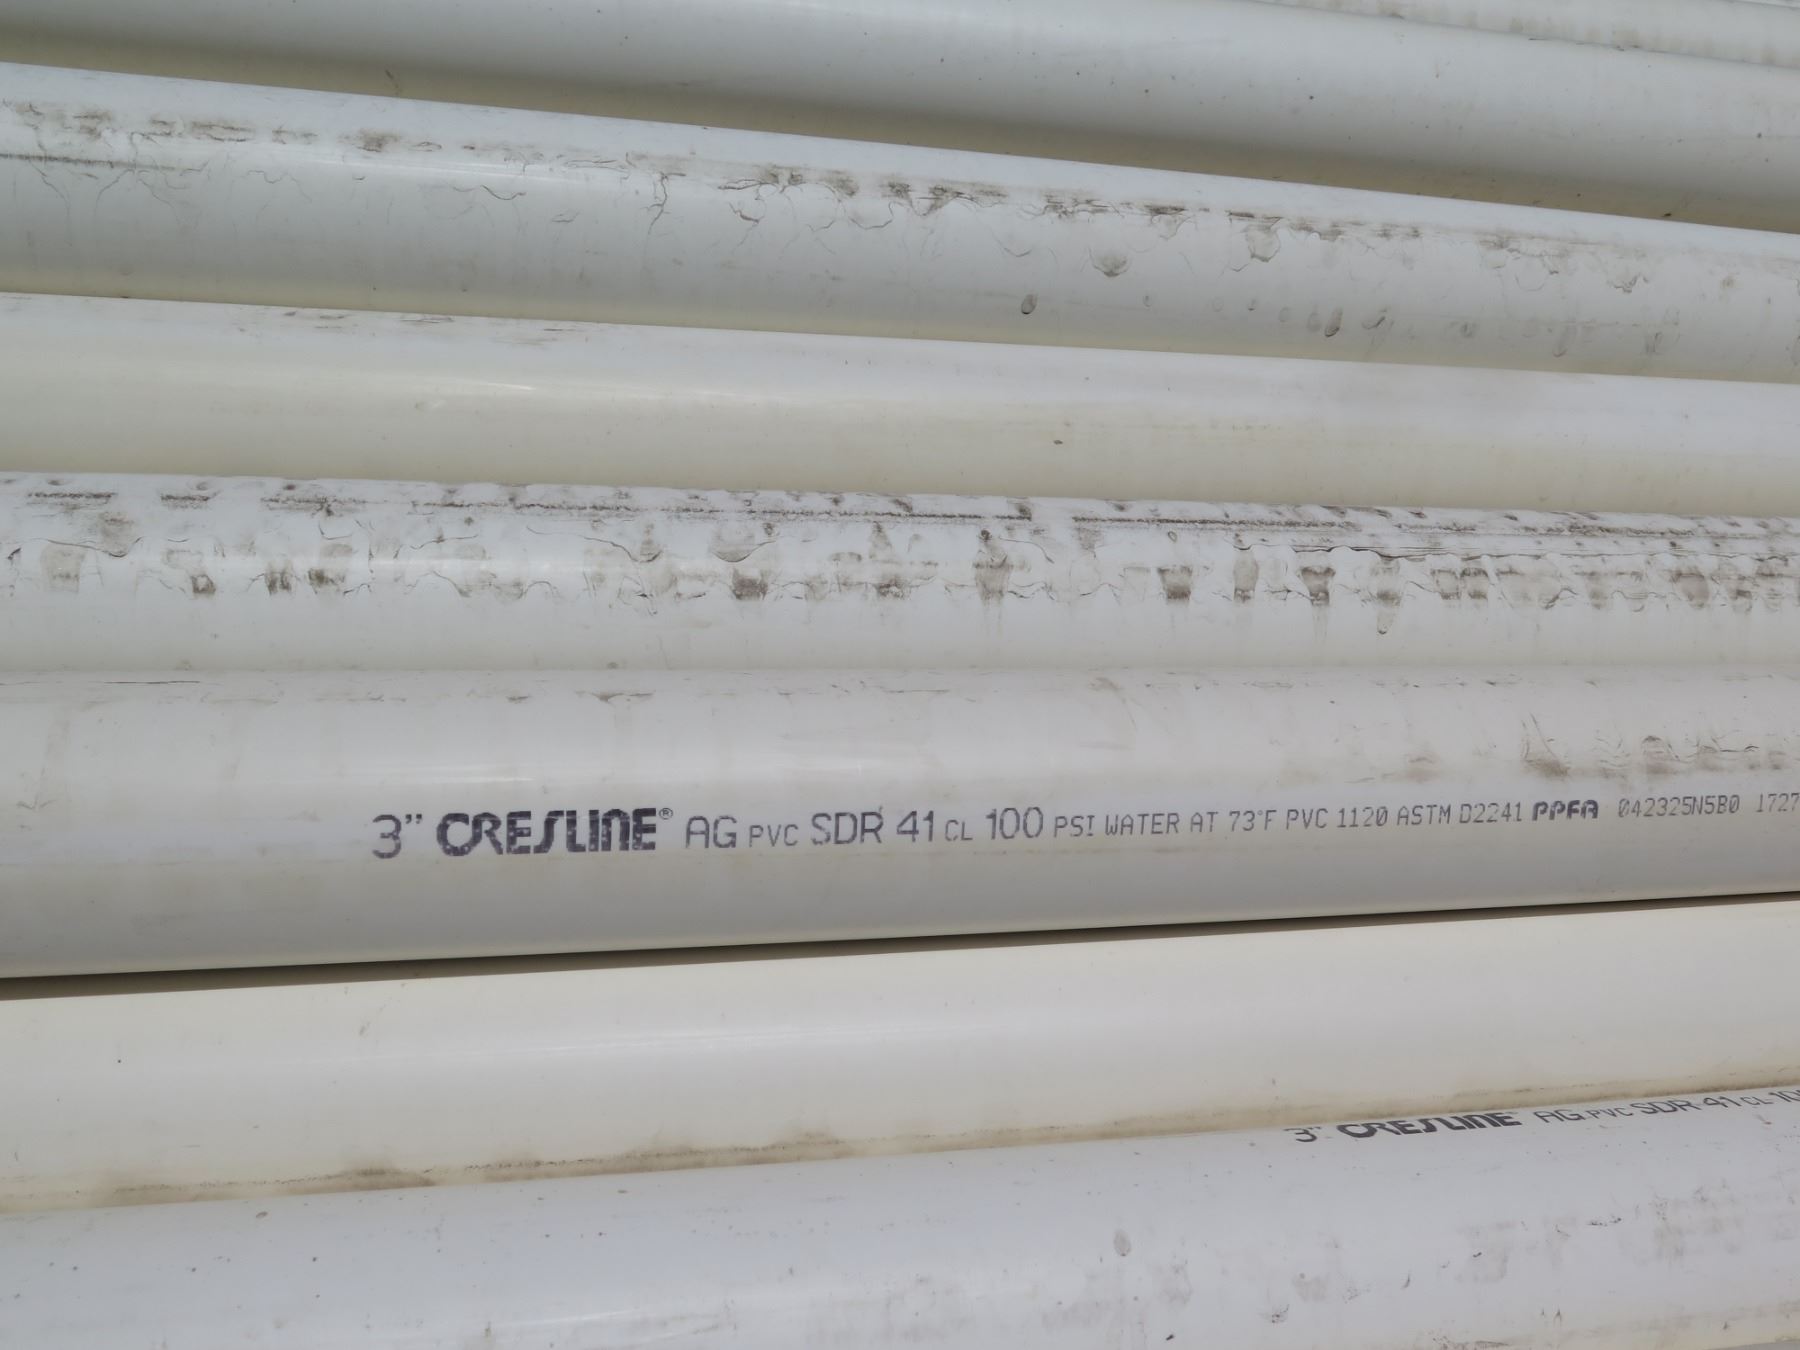 3” CRESLINE® AG PVC SDR 41 CL 100 PSI WATER AT 73°F PVC 1120 ASTM D2241 PPFA 042325N5B0 1727
3" CRESLINE® AG PVC SDR 41 CL 10